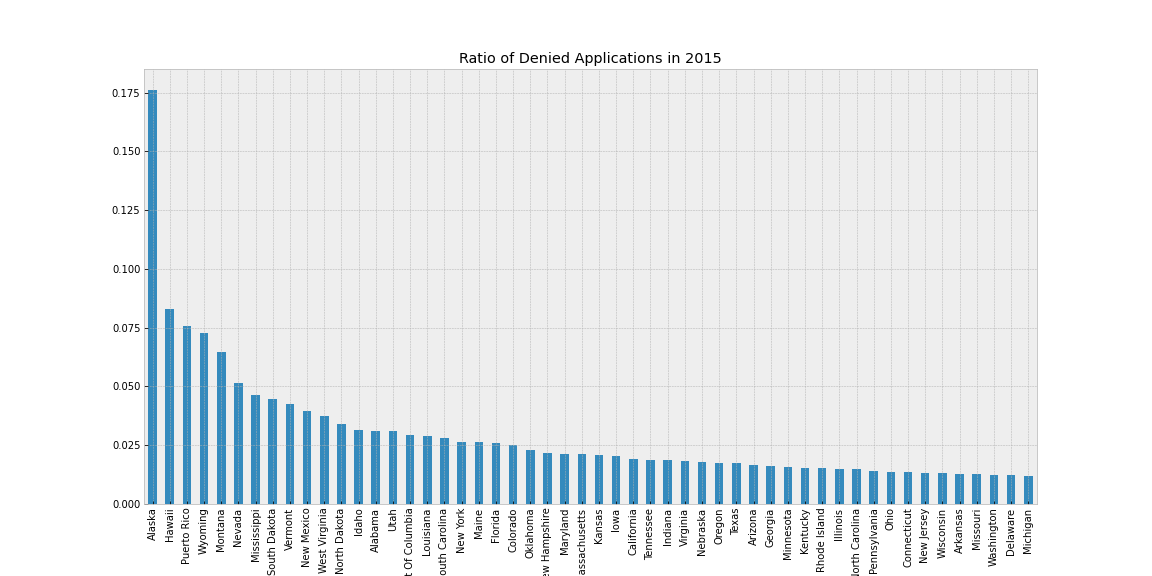 Ratio of Denied Applications in 2015
0.175
0.150
0.125
0.100
0.075
0.050
0.025
0.000
Alaska
Hawaii
Puerto Rico
Wyoming
Montana
Nevada
Mississippi
South Dakota
Vermont
New Mexico
West Virginia
North Dakota
Idaho
Alabama
Utah
t Of Columbia
Louisiana
outh Carolina
New York
Maine
Florida
Colorado
Oklahoma
ew Hampshire
Maryland
assachusetts
Kansas
Iowa
California
Tennessee
Indiana
Virginia
Nebraska
Oregon
Texas
Arizona
Georgia
Minnesota
Kentucky
Rhode Island
Illinois
orth Carolina
Pennsylvania
Ohio
Connecticut
New Jersey
Wisconsin
Arkansas
Missouri
Washington
Delaware
Michigan